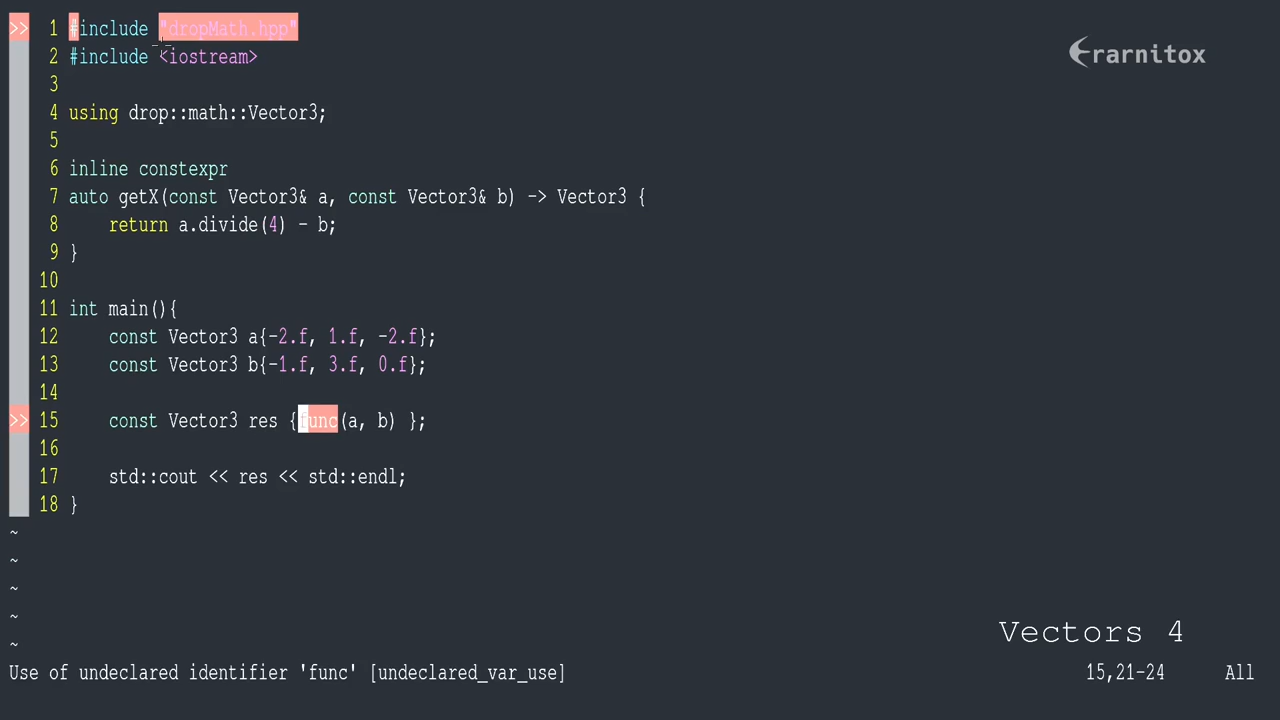 >> 1 #include "dropMath.hpp"
2 #include <iostream>
3
4 using drop::math::Vector3;
5
6 inline constexpr
7 auto getX(const Vector3& a, const Vector3& b) -> Vector3 {
8     return a.divide(4) - b;
9 }
10
11 int main(){
12     const Vector3 a{-2.f, 1.f, -2.f};
13     const Vector3 b{-1.f, 3.f, 0.f};
14
>> 15     const Vector3 res {func(a, b) };
16
17     std::cout << res << std::endl;
18 }
~
~
~
~
~
rarnitox
Vectors 4
Use of undeclared identifier 'func' [undeclared_var_use] 15,21-24 All